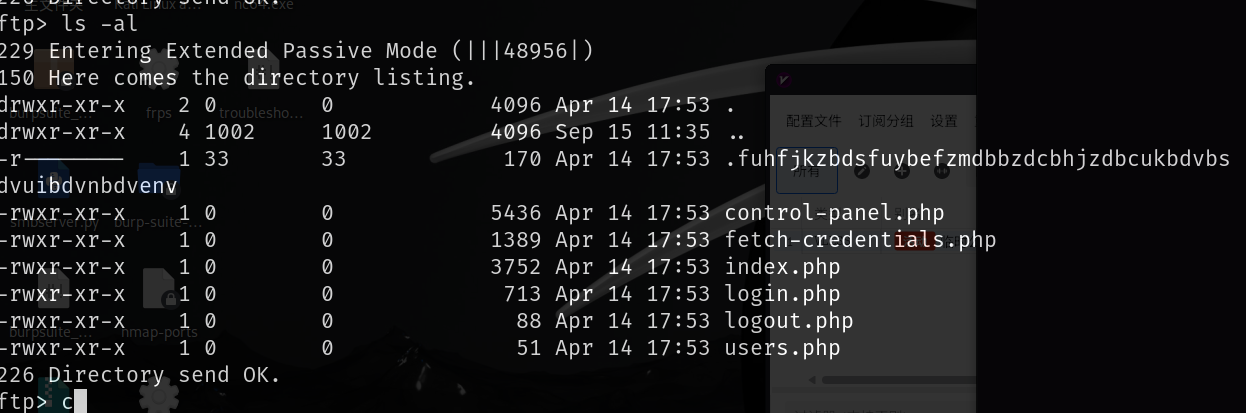 226 Directory send OK.
ftp> ls -al
229 Entering Extended Passive Mode (|||48956|)
150 Here comes the directory listing.
drwxr-xr-x    2 0        0            4096 Apr 14 17:53 .
drwxr-xr-x    4 1002     1002         4096 Sep 15 11:35 ..
-r--------    1 33       33            170 Apr 14 17:53 .fuhfjkzbdsfuybefzmdbbzdcbhjzdbcukbdvbs
dvuibdvnbdvenv
-rwxr-xr-x    1 0        0            5436 Apr 14 17:53 control-panel.php
-rwxr-xr-x    1 0        0            1389 Apr 14 17:53 fetch-credentials.php
-rwxr-xr-x    1 0        0            3752 Apr 14 17:53 index.php
-rwxr-xr-x    1 0        0             713 Apr 14 17:53 login.php
-rwxr-xr-x    1 0        0              88 Apr 14 17:53 logout.php
-rwxr-xr-x    1 0        0              51 Apr 14 17:53 users.php
226 Directory send OK.
ftp> c
frps
troublesho...
smbserver.py
burp-suite-...
burpsuite_...
nmap-ports
配置文件 订阅分组 设置
所有